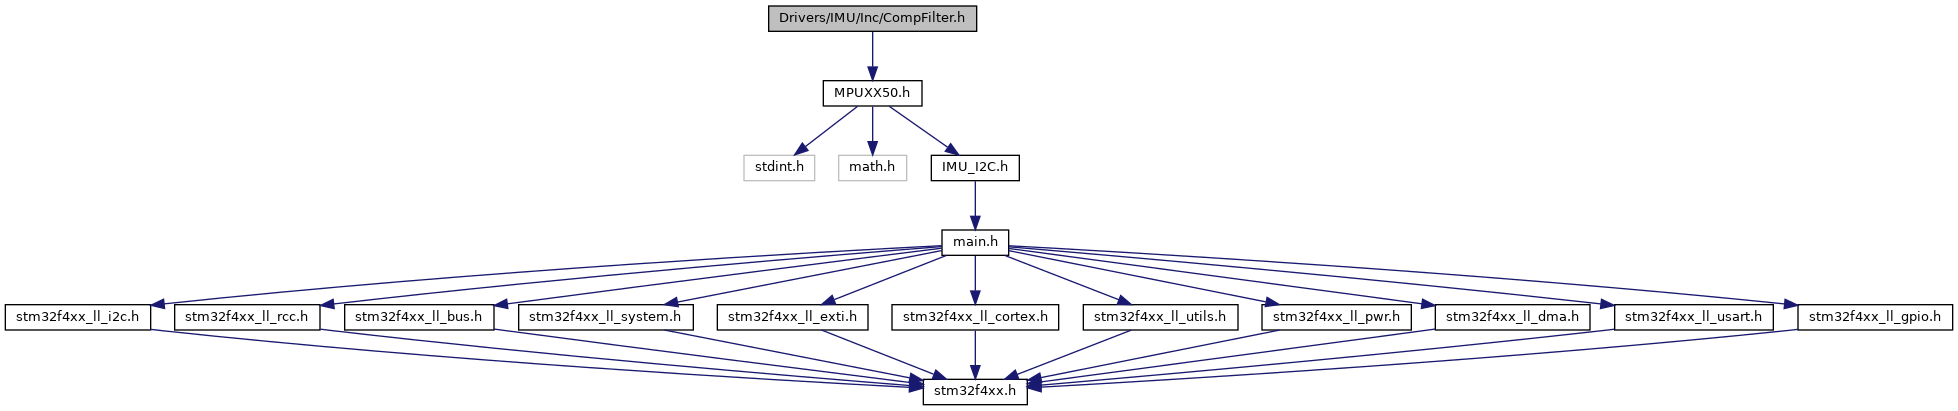 Drivers/IMU/Inc/CompFilter.h
MPUXX50.h
stdint.h
math.h
IMU_I2C.h
main.h
stm32f4xx_ll_i2c.h
stm32f4xx_ll_rcc.h
stm32f4xx_ll_bus.h
stm32f4xx_ll_system.h
stm32f4xx_ll_exti.h
stm32f4xx_ll_cortex.h
stm32f4xx_ll_utils.h
stm32f4xx_ll_pwr.h
stm32f4xx_ll_dma.h
stm32f4xx_ll_usart.h
stm32f4xx_ll_gpio.h
stm32f4xx.h